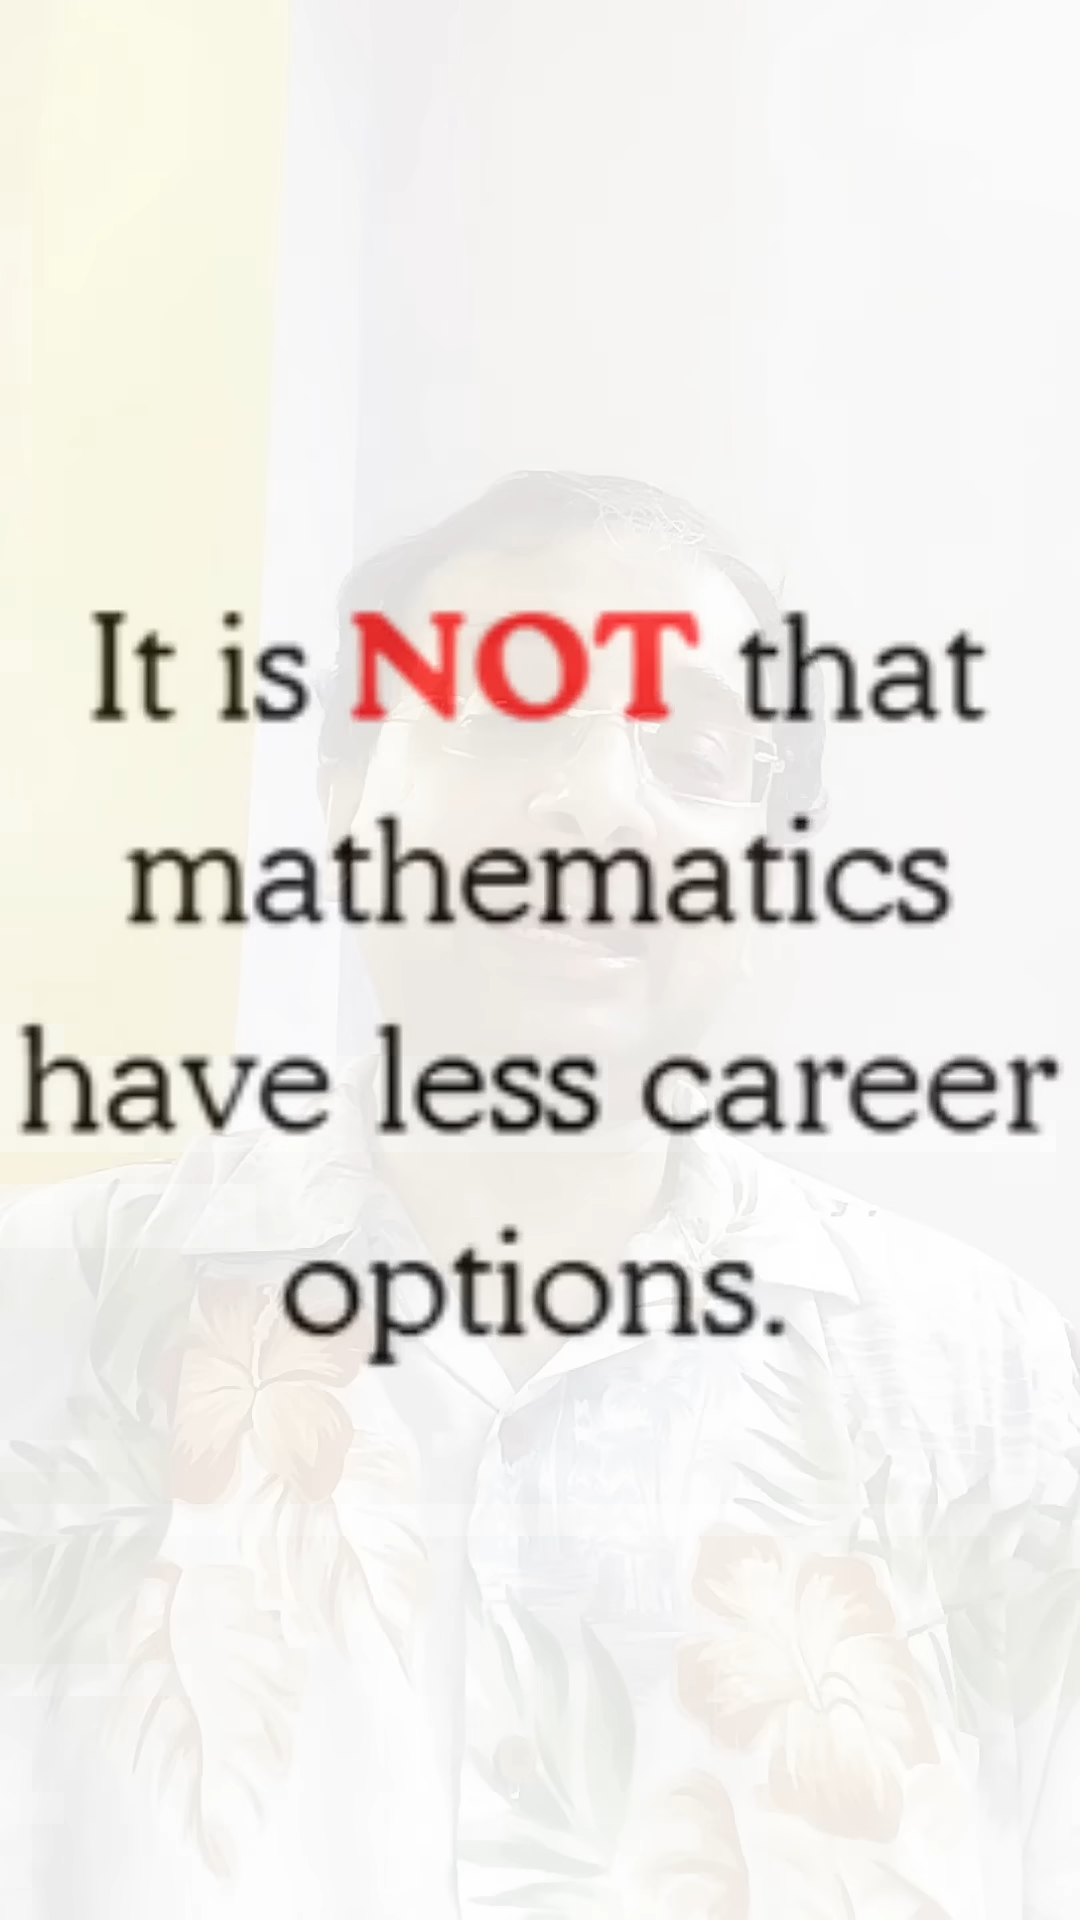 It is NOT that
mathematics
have less career
options.